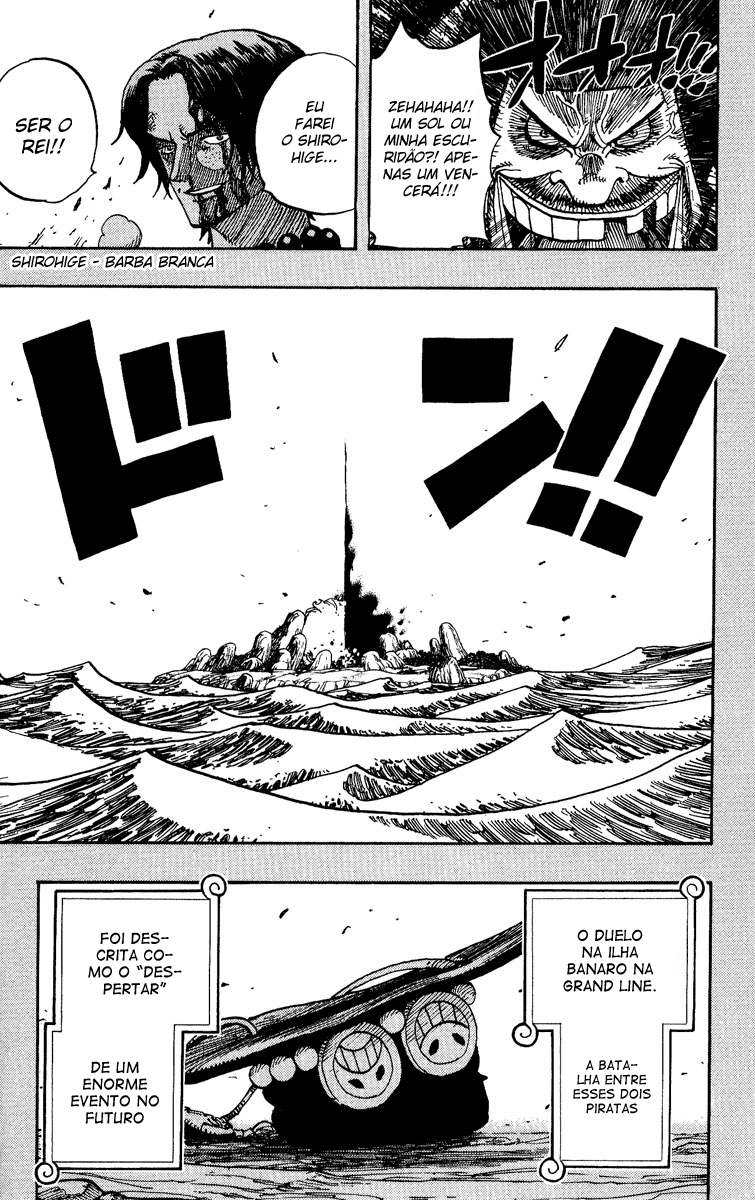 オオオ!!!
ZEHAHAHA!!
UM SOL OU
MINHA ESCU-
RIDÃO?! APE-
NAS UM VEN-
CERÁ!!!
EU
FAREI
O SHIRO-
HIGE...
SER O
REI!!
SHIROHIGE - BARBA BRANCA
ドン!!
O DUELO
NA ILHA
BANARO NA
GRAND LINE.
A BATA-
LHA ENTRE
ESSES DOIS
PIRATAS
FOI DES-
CRITA CO-
MO O "DES-
PERTAR"
DE UM
ENORME
EVENTO NO
FUTURO